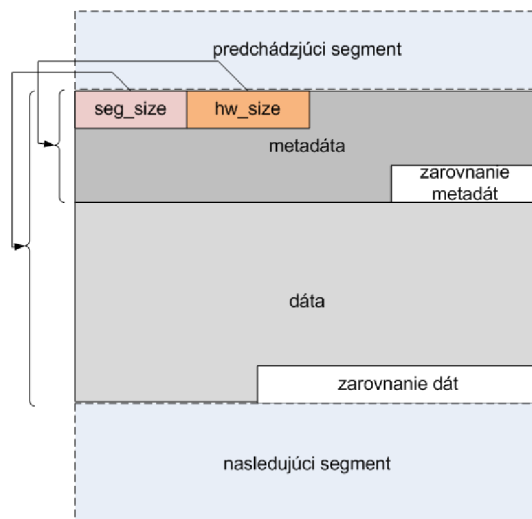 predchádzjúci segment
seg_size
hw_size
metadáta
zarovnanie
metadát
dáta
zarovnanie dát
nasledujúci segment